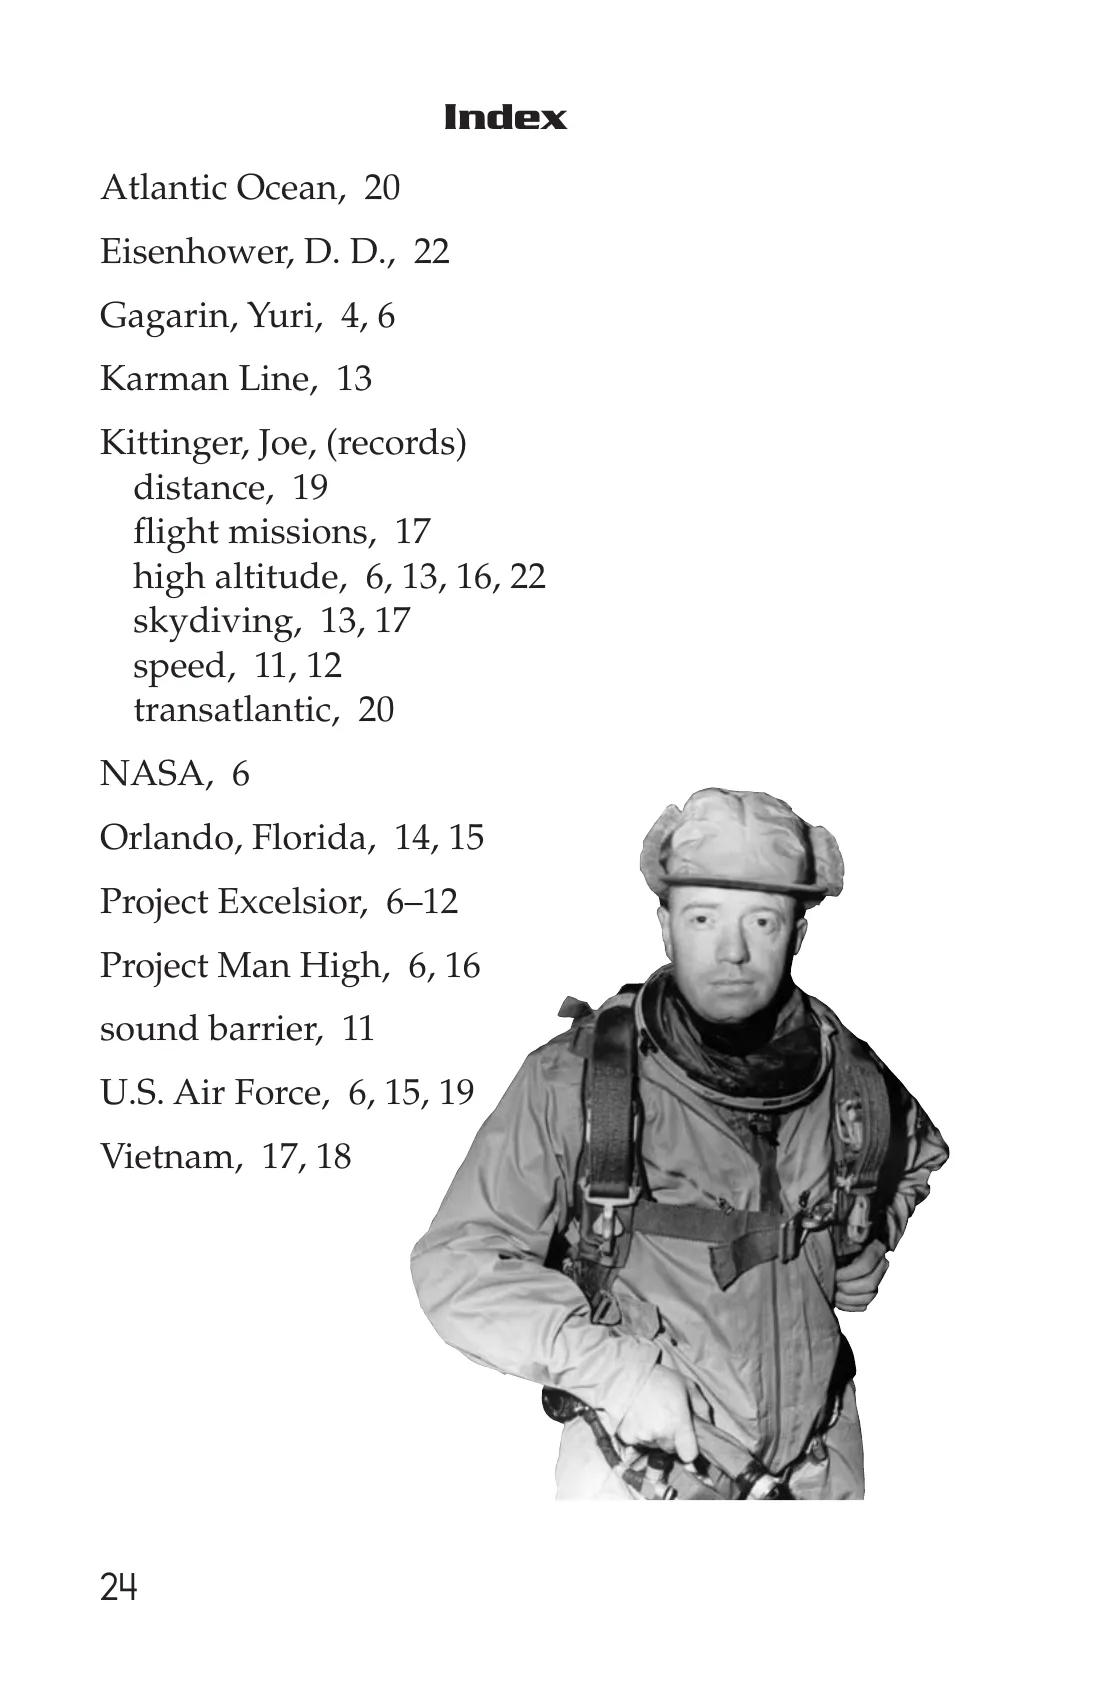 Index
Atlantic Ocean, 20
Eisenhower, D. D., 22
Gagarin, Yuri, 4, 6
Karman Line, 13
Kittinger, Joe, (records)
distance, 19
flight missions, 17
high altitude, 6, 13, 16, 22
skydiving, 13, 17
speed, 11, 12
transatlantic, 20
NASA, 6
Orlando, Florida, 14, 15
Project Excelsior, 6–12
Project Man High, 6, 16
sound barrier, 11
U.S. Air Force, 6, 15, 19
Vietnam, 17, 18
24